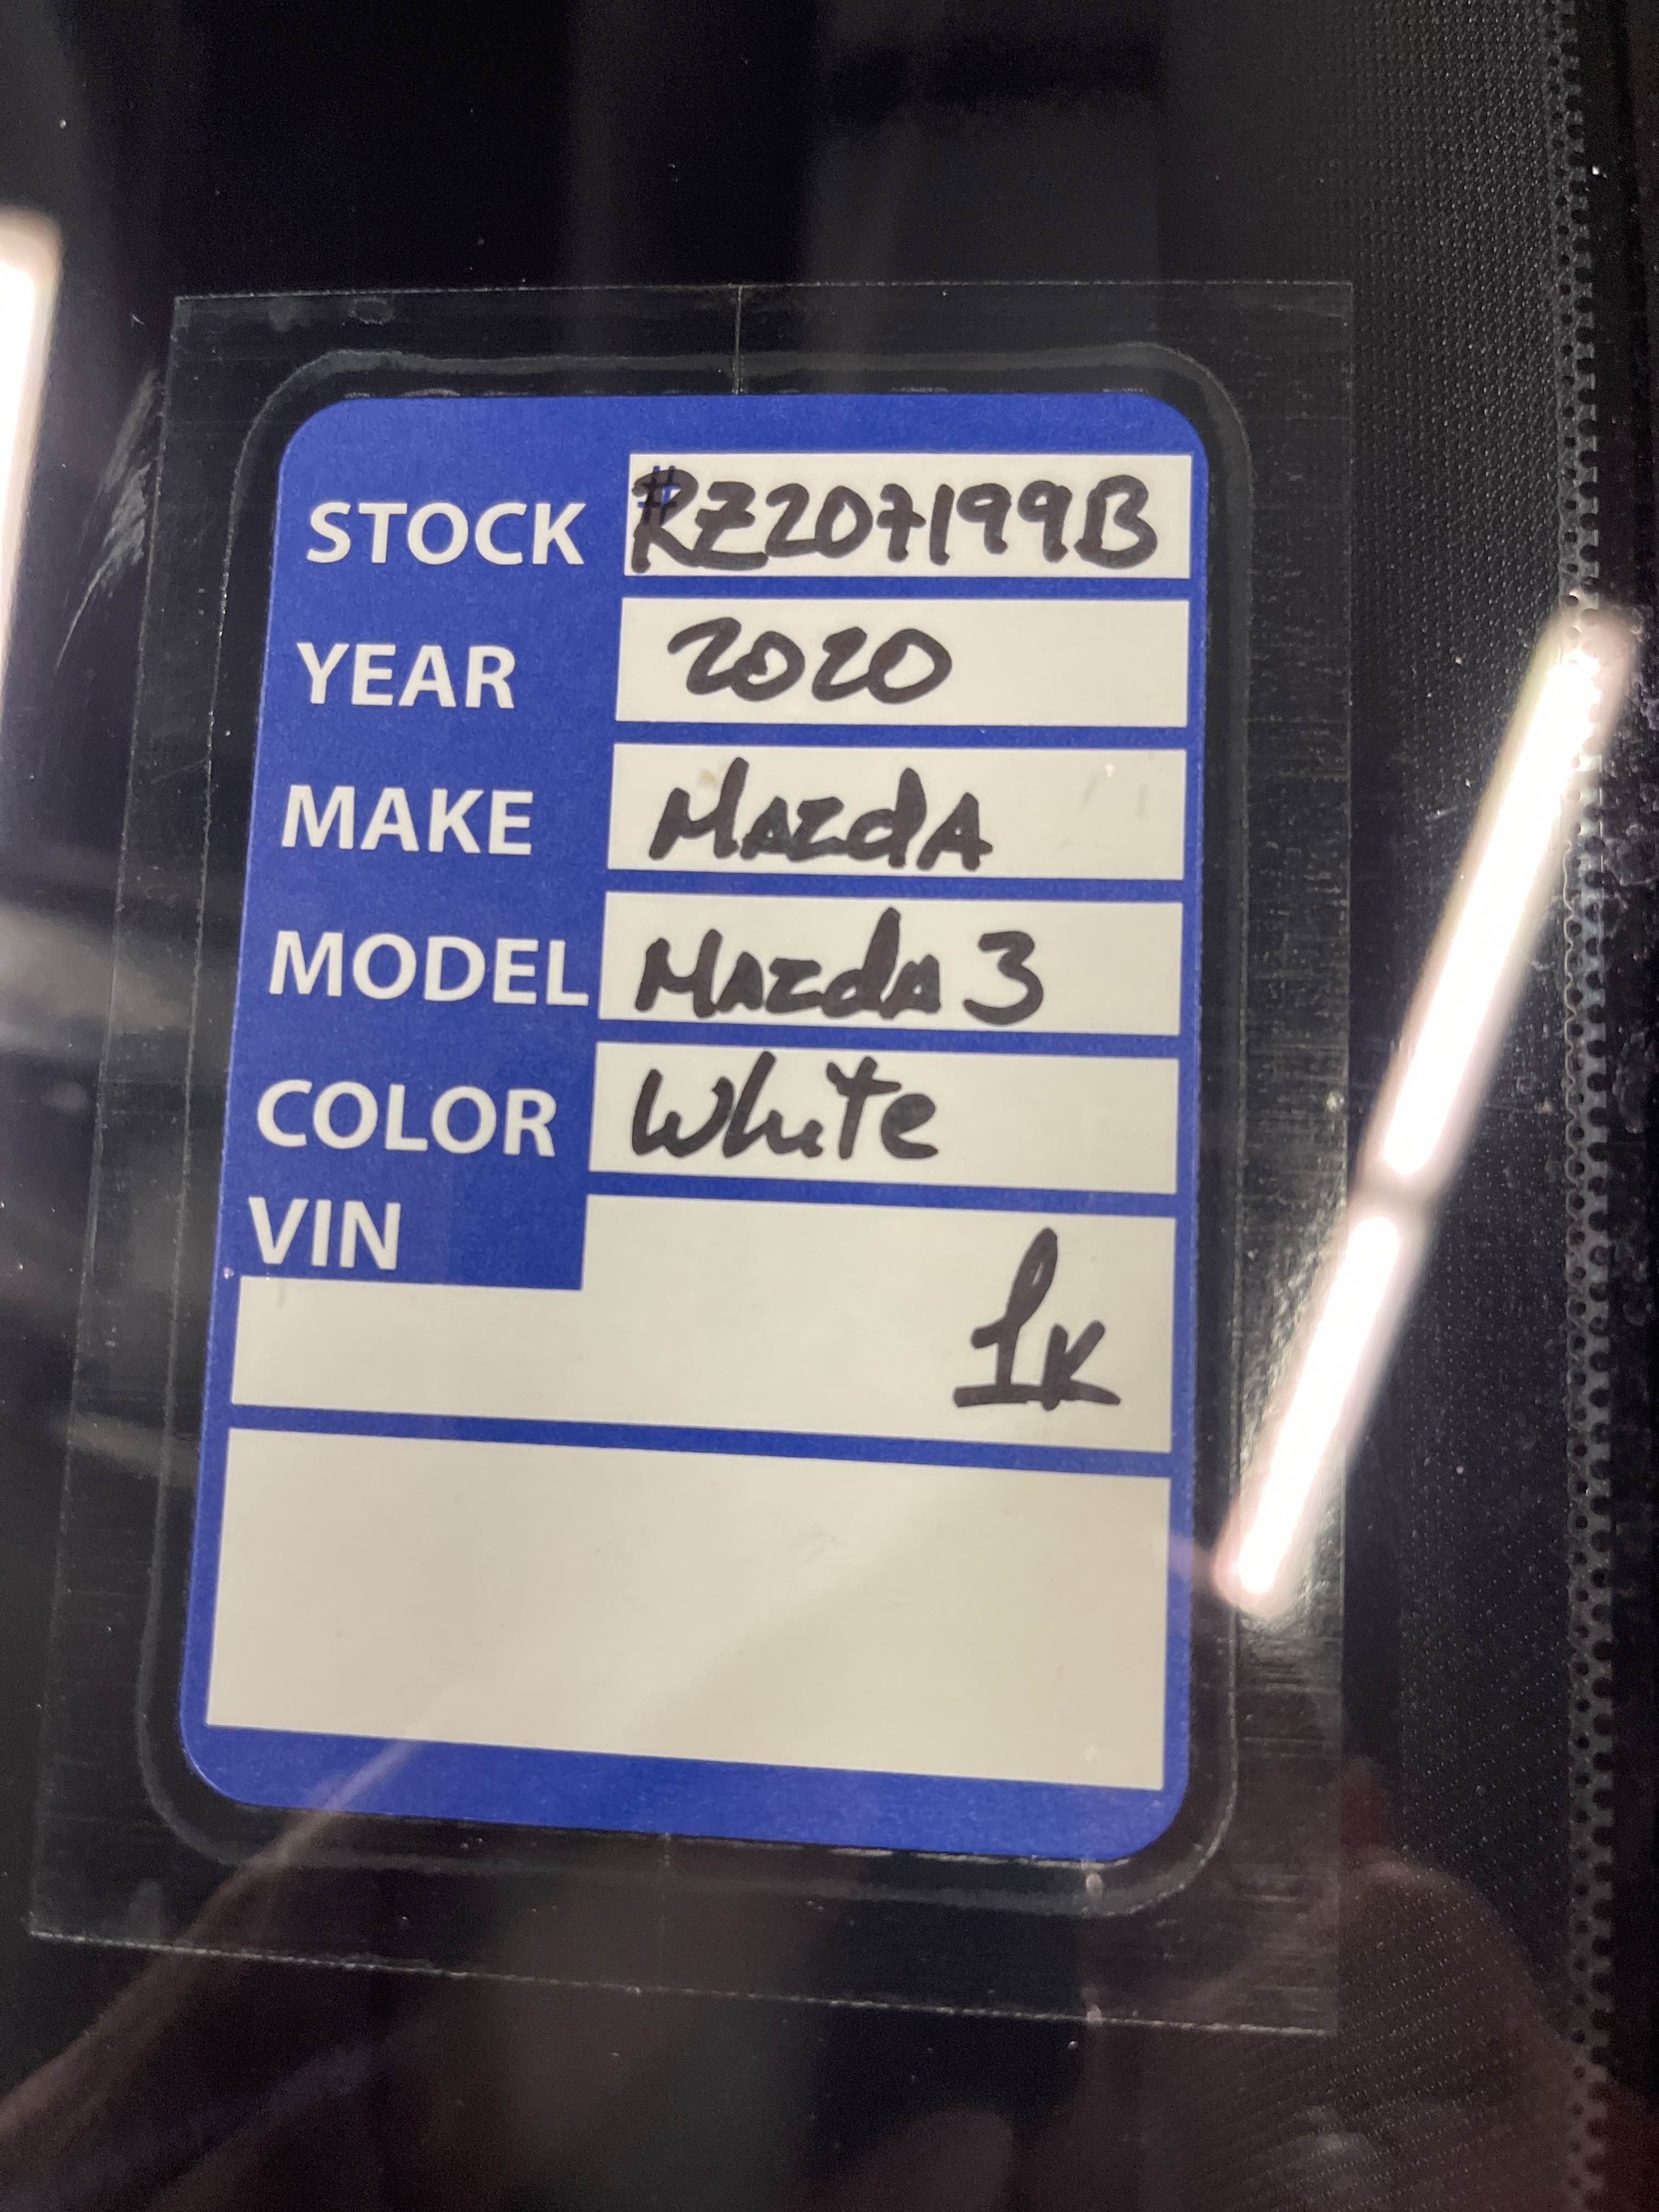 STOCK #RZ207199B
YEAR 2020
MAKE MAZdA
MODEL MAZdA 3
COLOR White
VIN
1K